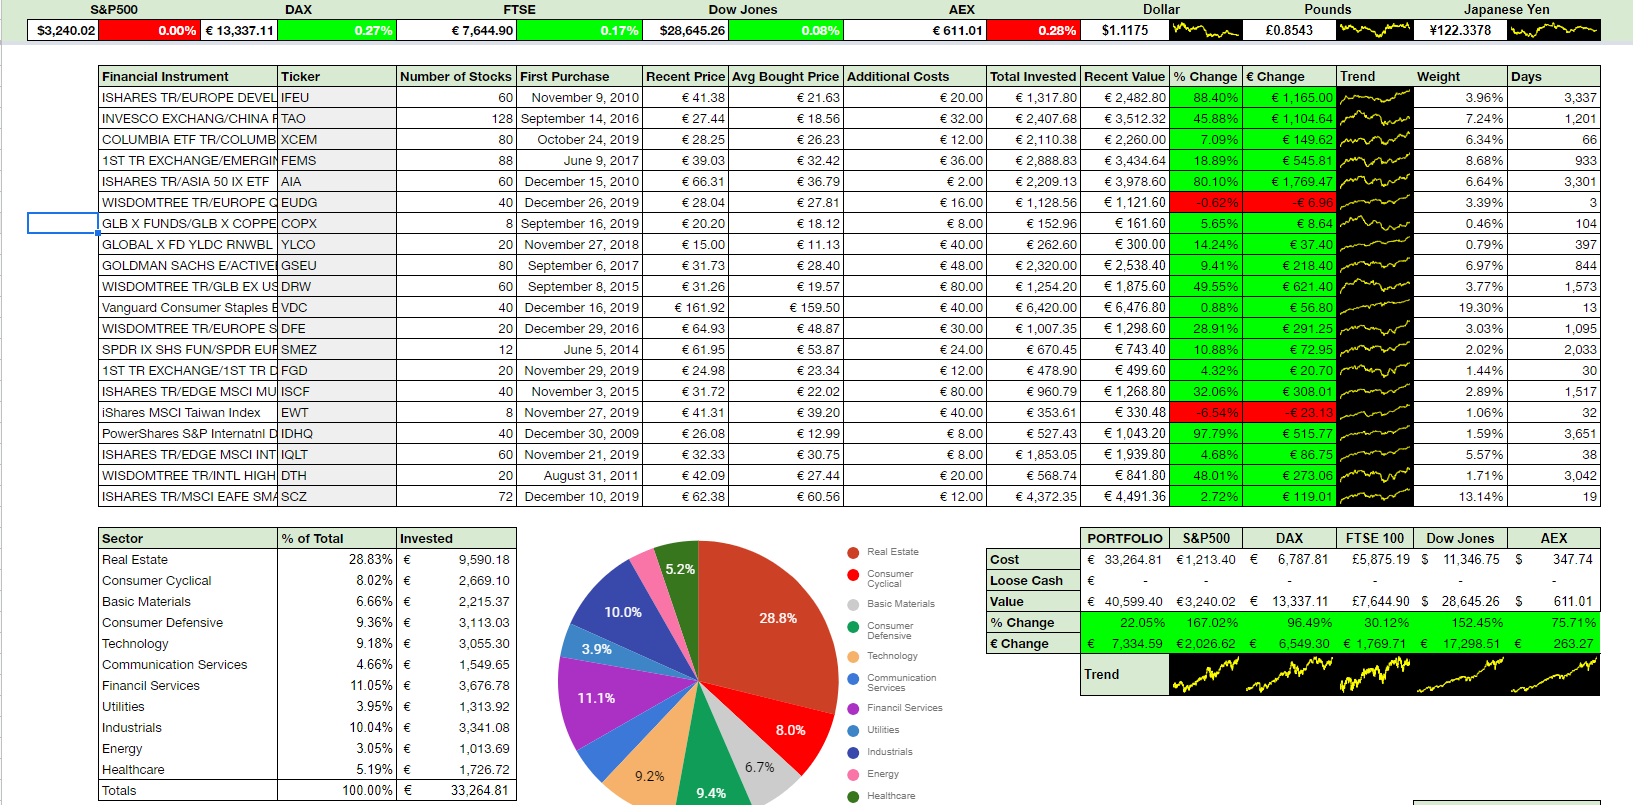 S&P500 DAX FTSE Dow Jones AEX Dollar Pounds Japanese Yen
$3,240.02 0.00% € 13,337.11 0.27% € 7,644.90 0.17% $28,645.26 0.08% € 611.01 0.28% $1.1175 £0.8543 ¥122.3378
Financial Instrument Ticker Number of Stocks First Purchase Recent Price Avg Bought Price Additional Costs Total Invested Recent Value % Change € Change Trend Weight Days
ISHARES TR/EUROPE DEVEL IFEU 60 November 9, 2010 € 41.38 € 21.63 € 20.00 € 1,317.80 € 2,482.80 88.40% € 1,165.00 3.96% 3,337
INVESCO EXCHANG/CHINA F TAO 128 September 14, 2016 € 27.44 € 18.56 € 32.00 € 2,407.68 € 3,512.32 45.88% € 1,104.64 7.24% 1,201
COLUMBIA ETF TR/COLUMB XCEM 80 October 24, 2019 € 28.25 € 26.23 € 12.00 € 2,110.38 € 2,260.00 7.09% € 149.62 6.34% 66
1ST TR EXCHANGE/EMERGIN FEMS 88 June 9, 2017 € 39.03 € 32.42 € 36.00 € 2,888.83 € 3,434.64 18.89% € 545.81 8.68% 933
ISHARES TR/ASIA 50 IX ETF AIA 60 December 15, 2010 € 66.31 € 36.79 € 2.00 € 2,209.13 € 3,978.60 80.10% € 1,769.47 6.64% 3,301
WISDOMTREE TR/EUROPE Q EUDG 40 December 26, 2019 € 28.04 € 27.81 € 16.00 € 1,128.56 € 1,121.60 -0.62% -€ 6.96 3.39% 3
GLB X FUNDS/GLB X COPPE COPX 8 September 16, 2019 € 20.20 € 18.12 € 8.00 € 152.96 € 161.60 5.65% € 8.64 0.46% 104
GLOBAL X FD YLDC RNWBL YLCO 20 November 27, 2018 € 15.00 € 11.13 € 40.00 € 262.60 € 300.00 14.24% € 37.40 0.79% 397
GOLDMAN SACHS E/ACTIVEI GSEU 80 September 6, 2017 € 31.73 € 28.40 € 48.00 € 2,320.00 € 2,538.40 9.41% € 218.40 6.97% 844
WISDOMTREE TR/GLB EX US DRW 60 September 8, 2015 € 31.26 € 19.57 € 80.00 € 1,254.20 € 1,875.60 49.55% € 621.40 3.77% 1,573
Vanguard Consumer Staples E VDC 40 December 16, 2019 € 161.92 € 159.50 € 40.00 € 6,420.00 € 6,476.80 0.88% € 56.80 19.30% 13
WISDOMTREE TR/EUROPE S DFE 20 December 29, 2016 € 64.93 € 48.87 € 30.00 € 1,007.35 € 1,298.60 28.91% € 291.25 3.03% 1,095
SPDR IX SHS FUN/SPDR EUF SMEZ 12 June 5, 2014 € 61.95 € 53.87 € 24.00 € 670.45 € 743.40 10.88% € 72.95 2.02% 2,033
1ST TR EXCHANGE/1ST TR D FGD 20 November 29, 2019 € 24.98 € 23.34 € 12.00 € 478.90 € 499.60 4.32% € 20.70 1.44% 30
ISHARES TR/EDGE MSCI MU ISCF 40 November 3, 2015 € 31.72 € 22.02 € 80.00 € 960.79 € 1,268.80 32.06% € 308.01 2.89% 1,517
iShares MSCI Taiwan Index EWT 8 November 27, 2019 € 41.31 € 39.20 € 40.00 € 353.61 € 330.48 -6.54% -€ 23.13 1.06% 32
PowerShares S&P Internatnl D IDHQ 40 December 30, 2009 € 26.08 € 12.99 € 8.00 € 527.43 € 1,043.20 97.79% € 515.77 1.59% 3,651
ISHARES TR/EDGE MSCI INT IQLT 60 November 21, 2019 € 32.33 € 30.75 € 8.00 € 1,853.05 € 1,939.80 4.68% € 86.75 5.57% 38
WISDOMTREE TR/INTL HIGH DTH 20 August 31, 2011 € 42.09 € 27.44 € 20.00 € 568.74 € 841.80 48.01% € 273.06 1.71% 3,042
ISHARES TR/MSCI EAFE SMA SCZ 72 December 10, 2019 € 62.38 € 60.56 € 12.00 € 4,372.35 € 4,491.36 2.72% € 119.01 13.14% 19
Sector % of Total Invested
Real Estate 28.83% € 9,590.18
Consumer Cyclical 8.02% € 2,669.10
Basic Materials 6.66% € 2,215.37
Consumer Defensive 9.36% € 3,113.03
Technology 9.18% € 3,055.30
Communication Services 4.66% € 1,549.65
Financil Services 11.05% € 3,676.78
Utilities 3.95% € 1,313.92
Industrials 10.04% € 3,341.08
Energy 3.05% € 1,013.69
Healthcare 5.19% € 1,726.72
Totals 100.00% € 33,264.81
5.2%
28.8%
10.0%
3.9%
11.1%
8.0%
6.7%
9.2%
9.4%
Real Estate
Consumer
Cyclical
Basic Materials
Consumer
Defensive
Technology
Communication
Services
Financil Services
Utilities
Industrials
Energy
Healthcare
PORTFOLIO S&P500 DAX FTSE 100 Dow Jones AEX
Cost € 33,264.81 €1,213.40 € 6,787.81 £5,875.19 $ 11,346.75 $ 347.74
Loose Cash € - - - - - -
Value € 40,599.40 €3,240.02 € 13,337.11 £7,644.90 $ 28,645.26 $ 611.01
% Change 22.05% 167.02% 96.49% 30.12% 152.45% 75.71%
€ Change € 7,334.59 €2,026.62 € 6,549.30 € 1,769.71 € 17,298.51 € 263.27
Trend